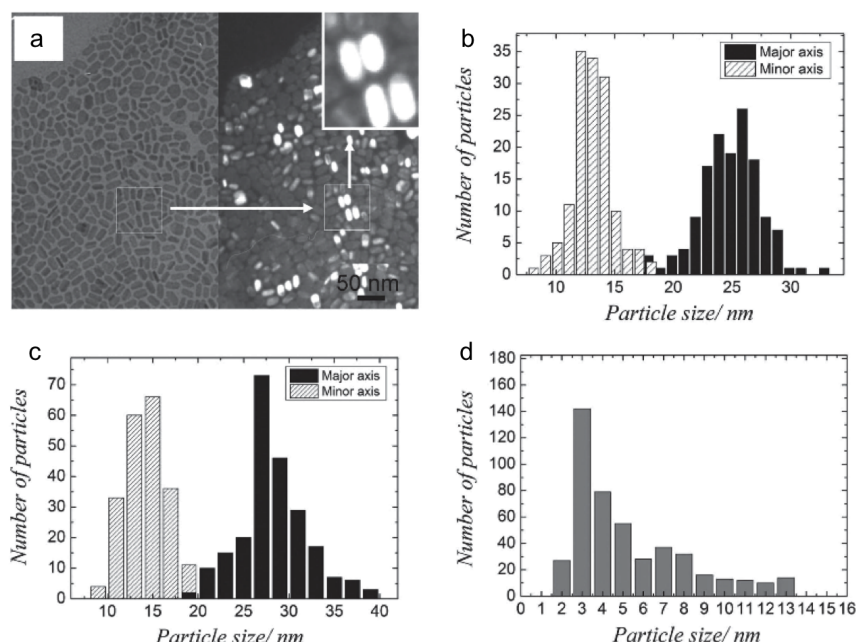 a
50 nm
b
Major axis
Minor axis
Number of particles
35
30
25
20
15
10
5
0
10 20 30
Particle size/ nm
c
Major axis
Minor axis
Number of particles
70
60
50
40
30
20
10
0
10 15 20 25 30 35 40
Particle size/ nm
d
Number of particles
180
160
140
120
100
80
60
40
20
0
0 1 2 3 4 5 6 7 8 9 10 11 12 13 14 15 16
Particle size/ nm